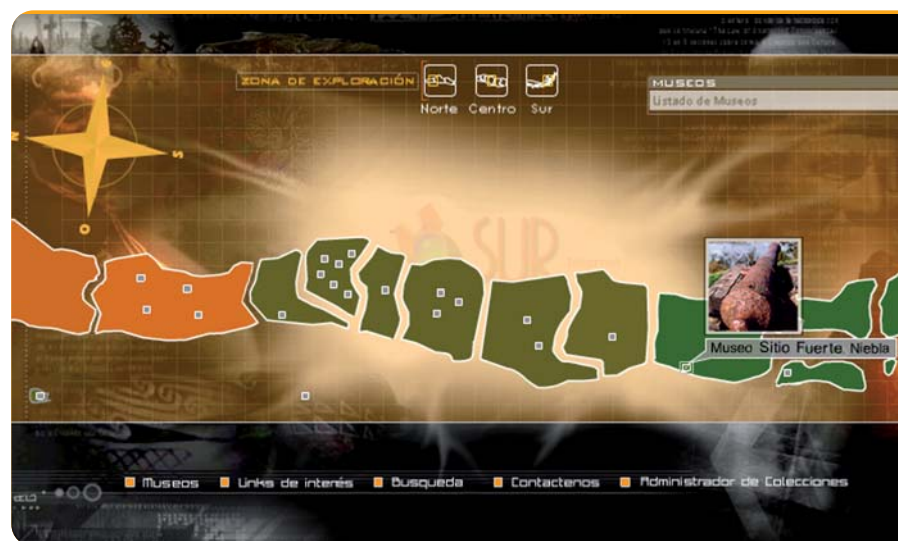 ZONA DE EXPLORACIÓN
Norte Centro Sur
MUSEOS
Listado de Museos
S
N
O
SUR
Museo Sitio Fuerte Niebla
Museos Links de interés Busqueda Contactenos Administrador de Colecciones